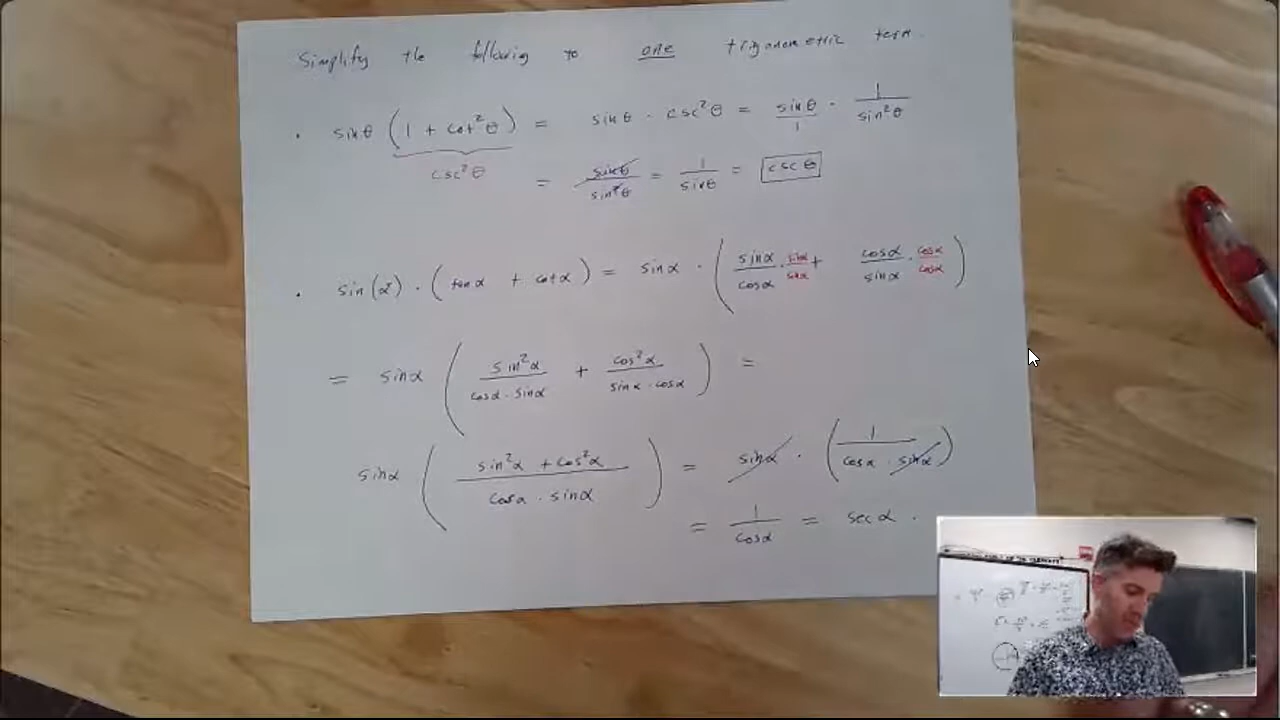 Simplify the following to one trigonometric term.
• sinθ (1 + cot²θ) = sinθ · csc²θ = sinθ/1 · 1/sin²θ
csc²θ = sinθ/sin²θ = 1/sinθ = cscθ
• sin(α) · (tanα + cotα) = sinα · (sinα/cosα · sinα/sinα + cosα/sinα · cosα/cosα)
= sinα (sin²α/cosα · sinα + cos²α/sinα · cosα) =
sinα (sin²α + cos²α/cosα · sinα) = sinα · (1/cosα · sinα)
= 1/cosα = secα .